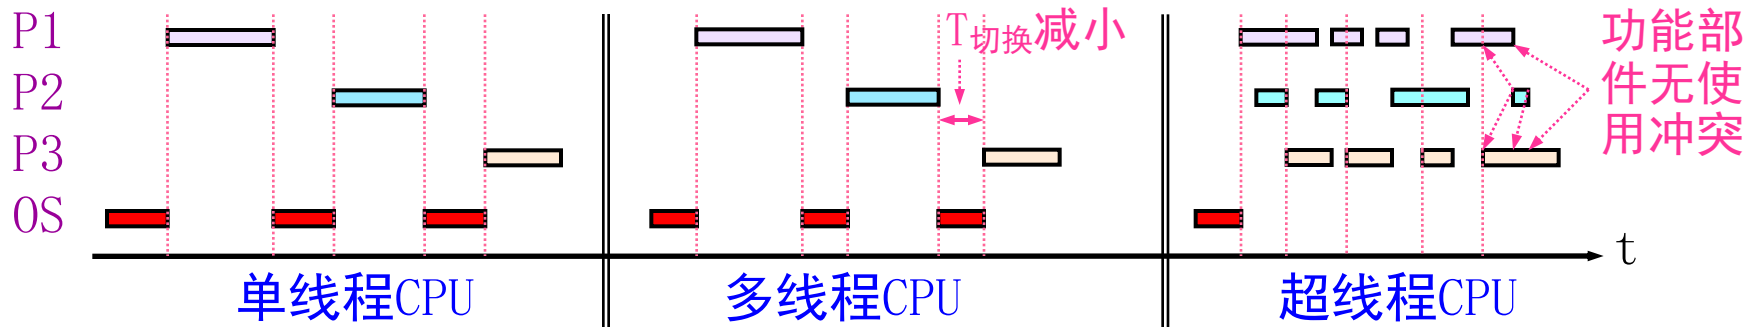 P1
P2
P3
OS
T切换减小
功能部
件无使
用冲突
t
单线程CPU
多线程CPU
超线程CPU